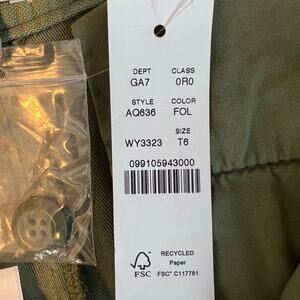 DEPT CLASS
GA7 0R0
STYLE COLOR
AQ636 FOL
SIZE
WY3323 T6
099105943000
RECYCLED
Paper
FSC FSC® C117761